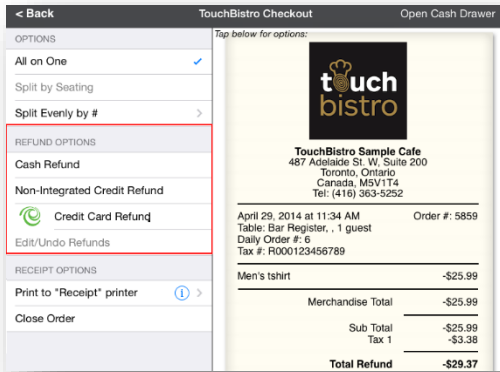 < Back
TouchBistro Checkout
Open Cash Drawer
OPTIONS
All on One
Split by Seating
Split Evenly by #
REFUND OPTIONS
Cash Refund
Non-Integrated Credit Refund
Credit Card Refund
Edit/Undo Refunds
RECEIPT OPTIONS
Print to "Receipt" printer
Close Order
Tap below for options:
touch
bistro
TouchBistro Sample Cafe
487 Adelaide St. W, Suite 200
Toronto, Ontario
Canada, M5V1T4
Tel: (416) 363-5252
April 29, 2014 at 11:34 AM Order #: 5859
Table: Bar Register, , 1 guest
Daily Order #: 6
Tax #: R000123456789
Men's tshirt -$25.99
Merchandise Total -$25.99
Sub Total -$25.99
Tax 1 -$3.38
Total Refund -$29.37